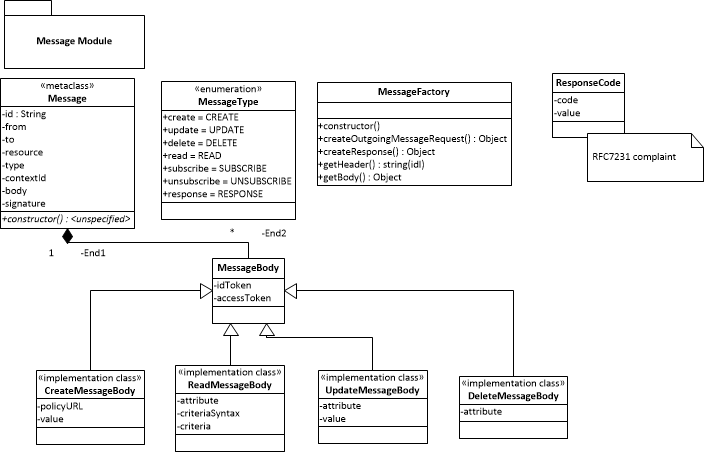 Message Module
«metaclass»
Message
-id : String
-from
-to
-resource
-type
-contextId
-body
-signature
+constructor() : <unspecified>
«enumeration»
MessageType
+create = CREATE
+update = UPDATE
+delete = DELETE
+read = READ
+subscribe = SUBSCRIBE
+unsubscribe = UNSUBSCRIBE
+response = RESPONSE
MessageFactory
+constructor()
+createOutgoingMessageRequest() : Object
+createResponse() : Object
+getHeader() : string(idl)
+getBody() : Object
ResponseCode
-code
-value
RFC7231 complaint
1
-End1
*
-End2
MessageBody
-idToken
-accessToken
«implementation class»
CreateMessageBody
-policyURL
-value
«implementation class»
ReadMessageBody
-attribute
-criteriaSyntax
-criteria
«implementation class»
UpdateMessageBody
-attribute
-value
«implementation class»
DeleteMessageBody
-attribute